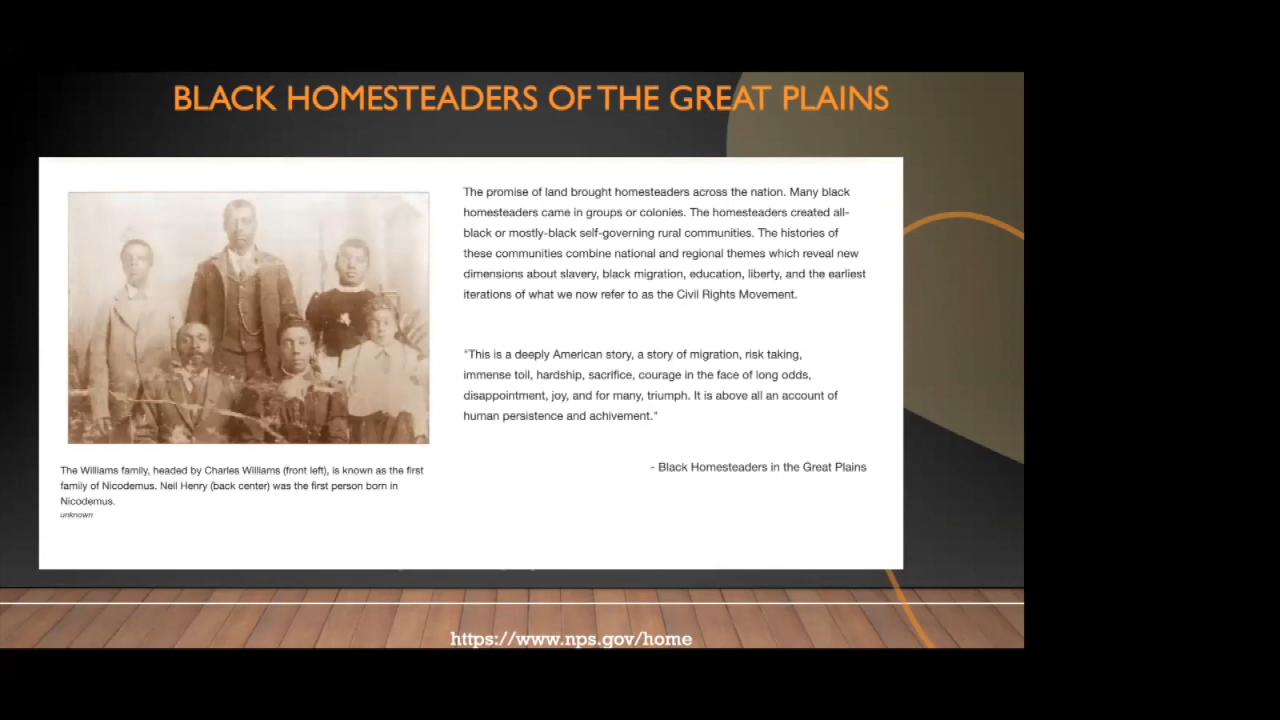 BLACK HOMESTEADERS OF THE GREAT PLAINS
The promise of land brought homesteaders across the nation. Many black
homesteaders came in groups or colonies. The homesteaders created all-
black or mostly-black self-governing rural communities. The histories of
these communities combine national and regional themes which reveal new
dimensions about slavery, black migration, education, liberty, and the earliest
iterations of what we now refer to as the Civil Rights Movement.
"This is a deeply American story, a story of migration, risk taking,
immense toil, hardship, sacrifice, courage in the face of long odds,
disappointment, joy, and for many, triumph. It is above all an account of
human persistence and achivement."
- Black Homesteaders in the Great Plains
The Williams family, headed by Charles Williams (front left), is known as the first
family of Nicodemus. Neil Henry (back center) was the first person born in
Nicodemus.
unknown
https://www.nps.gov/home